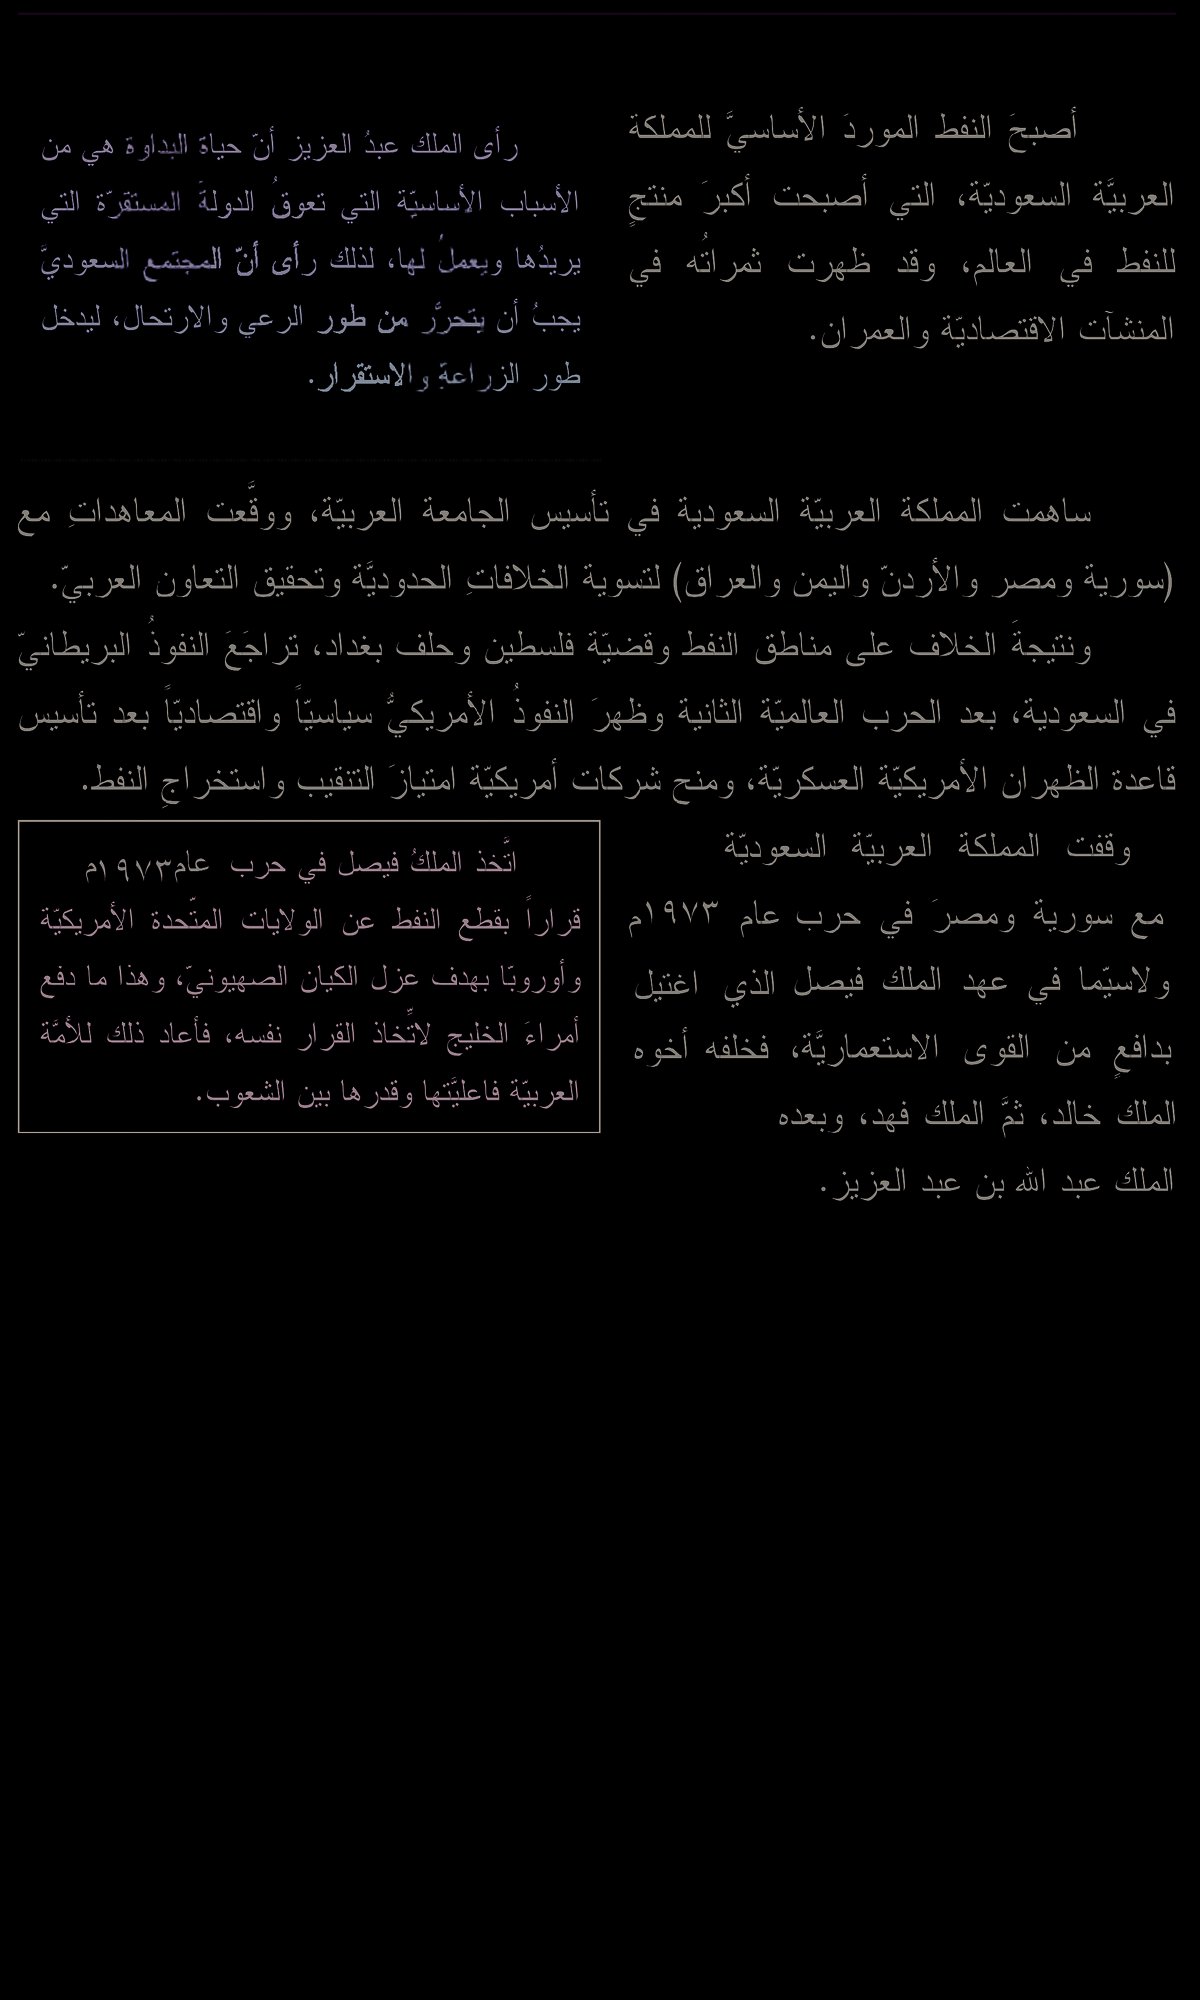 أصبحَ النفط الموردَ الأساسيَّ للمملكة
العربيَّة السعوديّة، التي أصبحت أكبرَ منتجٍ
للنفط في العالم، وقد ظهرت ثمراتُه في
المنشآت الاقتصاديّة والعمران.
رأى الملك عبدُ العزيز أنّ حياة البداوة هي من
الأسباب الأساسيّة التي تعوقُ الدولةَ المستقرّة التي
يريدُها ويعملُ لها، لذلك رأى أنّ المجتمع السعوديَّ
يجبُ أن يتحرَّر من طور الرعي والارتحال، ليدخل
طور الزراعةِ والاستقرار.
ساهمت المملكة العربيّة السعودية في تأسيس الجامعة العربيّة، ووقَّعت المعاهداتِ مع
(سورية ومصر والأردنّ واليمن والعراق) لتسوية الخلافاتِ الحدوديَّة وتحقيق التعاون العربيّ.
ونتيجةَ الخلاف على مناطق النفط وقضيّة فلسطين وحلف بغداد، تراجَعَ النفوذُ البريطانيّ
في السعودية، بعد الحرب العالميّة الثانية وظهرَ النفوذُ الأمريكيُّ سياسيّاً واقتصاديّاً بعد تأسيس
قاعدة الظهران الأمريكيّة العسكريّة، ومنح شركات أمريكيّة امتيازَ التنقيب واستخراجِ النفط.
وقفت المملكة العربيّة السعوديّة
مع سورية ومصرَ في حرب عام ١٩٧٣م
ولاسيّما في عهد الملك فيصل الذي اغتيل
بدافعٍ من القوى الاستعماريَّة، فخلفه أخوه
الملك خالد، ثمَّ الملك فهد، وبعده
الملك عبد الله بن عبد العزيز.
اتَّخذ الملكُ فيصل في حرب عام١٩٧٣م
قراراً بقطع النفط عن الولايات المتّحدة الأمريكيّة
وأوروبّا بهدف عزل الكيان الصهيونيّ، وهذا ما دفع
أمراءَ الخليج لاتِّخاذ القرار نفسه، فأعاد ذلك للأمَّة
العربيّة فاعليَّتها وقدرها بين الشعوب.